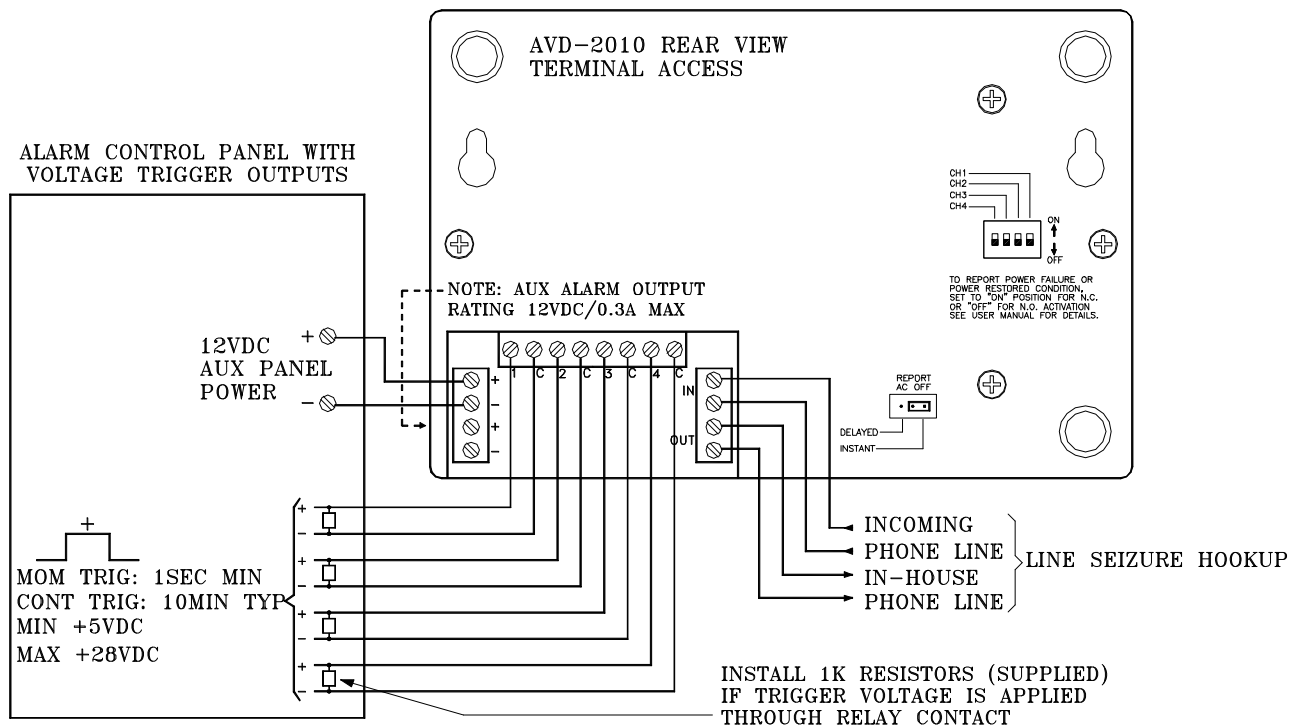 AVD-2010 REAR VIEW
TERMINAL ACCESS
ALARM CONTROL PANEL WITH
VOLTAGE TRIGGER OUTPUTS
CH1
CH2
CH3
CH4
ON
OFF
TO REPORT POWER FAILURE OR
POWER RESTORED CONDITION,
SET TO "ON" POSITION FOR N.C.
OR "OFF" FOR N.O. ACTIVATION
SEE USER MANUAL FOR DETAILS.
NOTE: AUX ALARM OUTPUT
RATING 12VDC/0.3A MAX
+
12VDC
AUX PANEL
POWER
-
+
-
+
-
1 C 2 C 3 C 4 C
IN
OUT
REPORT
AC OFF
DELAYED
INSTANT
+
MOM TRIG: 1SEC MIN
CONT TRIG: 10MIN TYP
MIN +5VDC
MAX +28VDC
+
-
+
-
+
-
+
-
INCOMING
PHONE LINE
IN-HOUSE
PHONE LINE
LINE SEIZURE HOOKUP
INSTALL 1K RESISTORS (SUPPLIED)
IF TRIGGER VOLTAGE IS APPLIED
THROUGH RELAY CONTACT